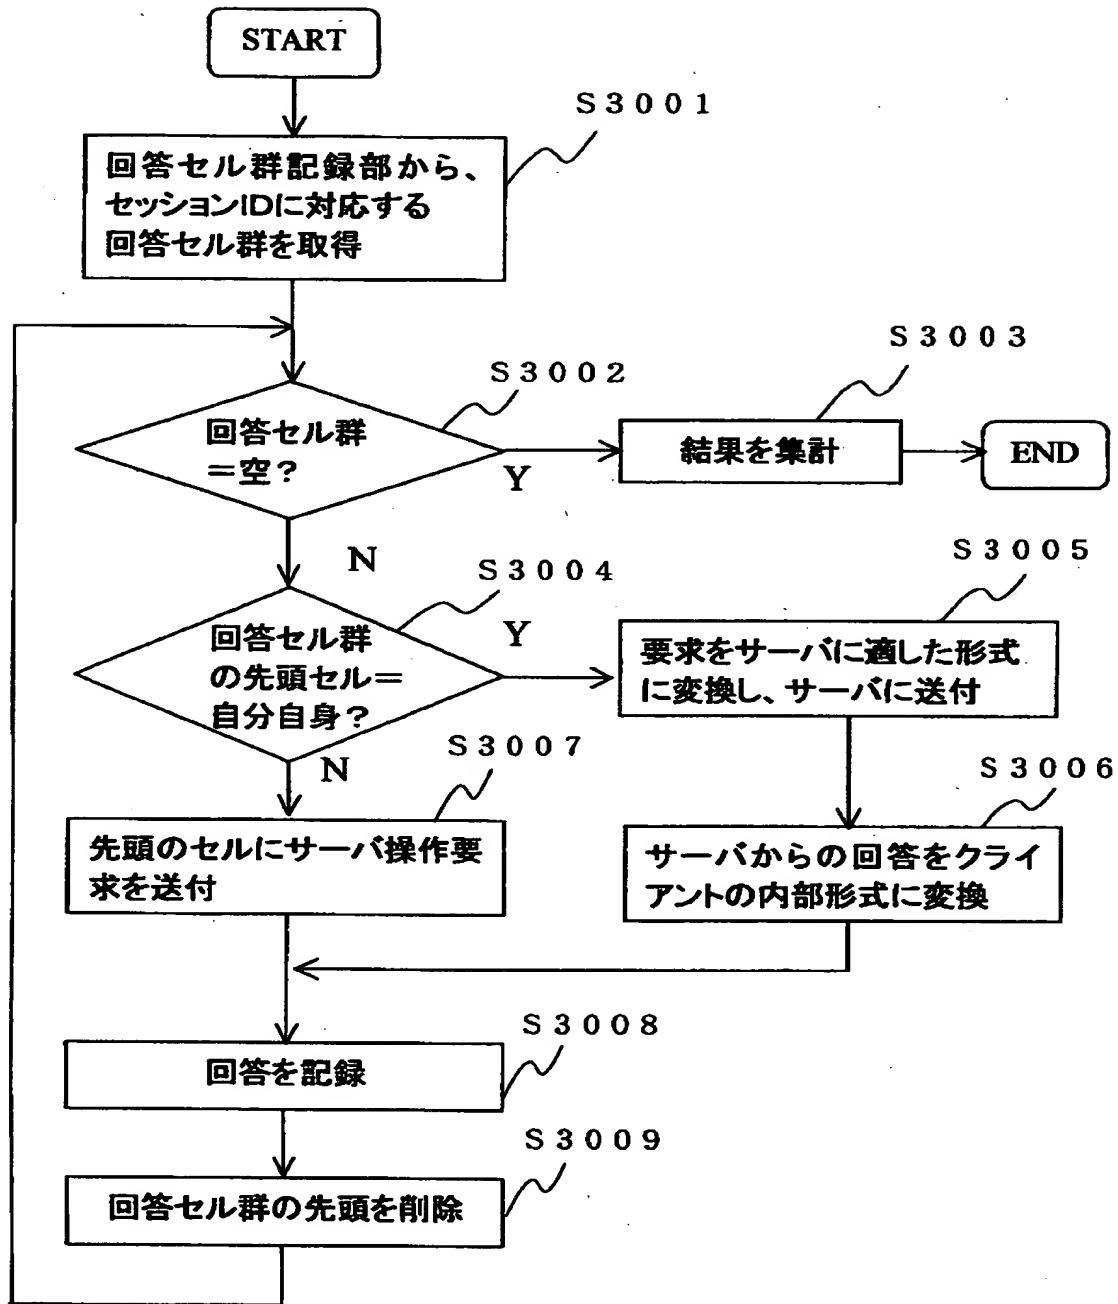 START
S3001
回答セル群記録部から、
セッションIDに対応する
回答セル群を取得
S3003
S3002
回答セル群
＝空？
Y
結果を集計
END
N
S3004
S3005
回答セル群
の先頭セル＝
自分自身？
Y
要求をサーバに適した形式
に変換し、サーバに送付
N
S3007
S3006
先頭のセルにサーバ操作要
求を送付
サーバからの回答をクライ
アントの内部形式に変換
S3008
回答を記録
S3009
回答セル群の先頭を削除